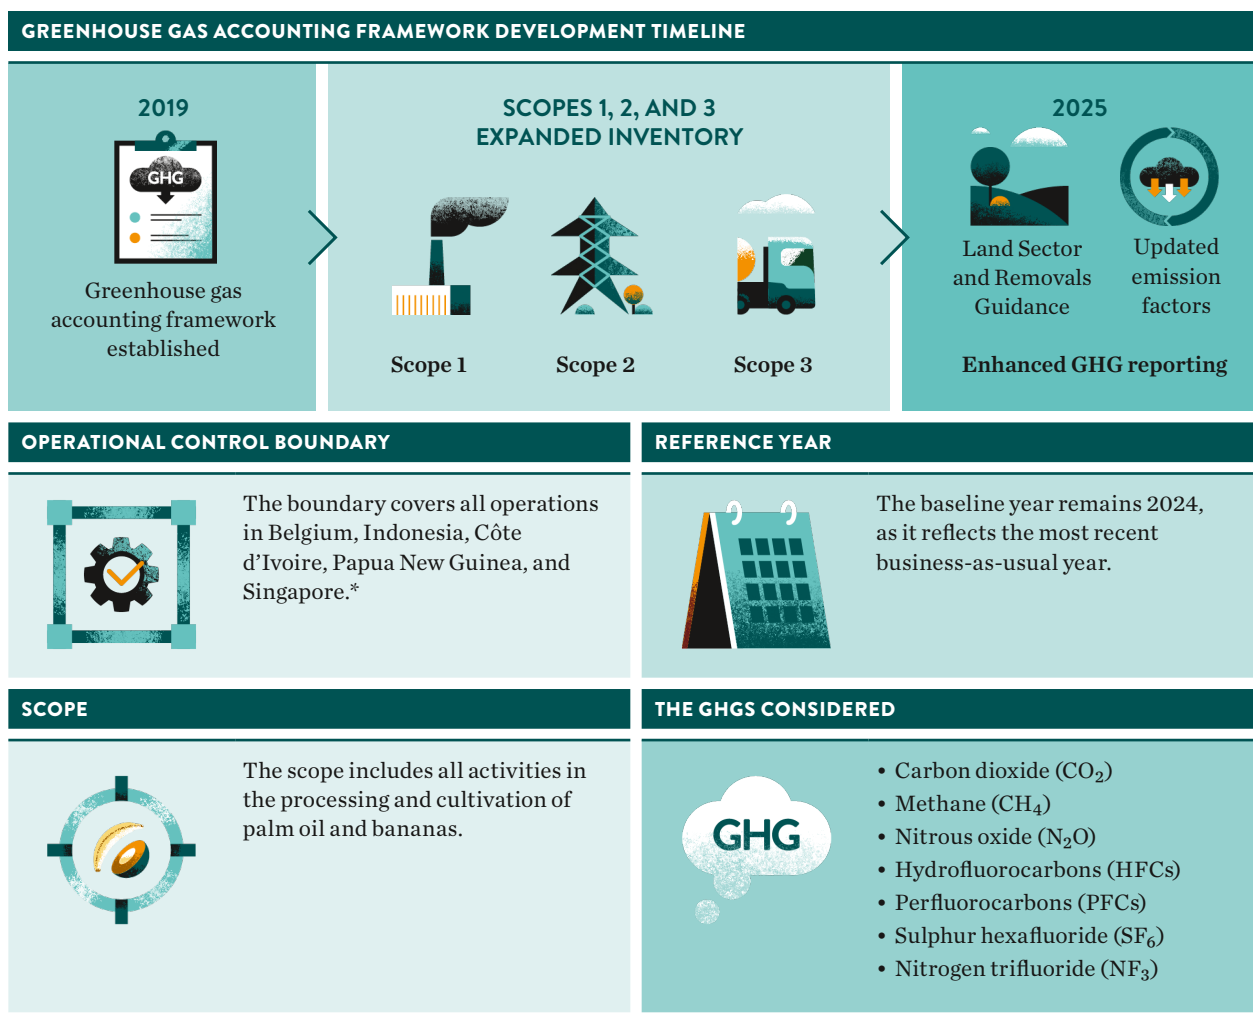 GREENHOUSE GAS ACCOUNTING FRAMEWORK DEVELOPMENT TIMELINE
2019
GHG
Greenhouse gas
accounting framework
established
SCOPES 1, 2, AND 3
EXPANDED INVENTORY
Scope 1
Scope 2
Scope 3
2025
Land Sector
and Removals
Guidance
Updated
emission
factors
Enhanced GHG reporting
OPERATIONAL CONTROL BOUNDARY
The boundary covers all operations
in Belgium, Indonesia, Côte
d’Ivoire, Papua New Guinea, and
Singapore.*
REFERENCE YEAR
The baseline year remains 2024,
as it reflects the most recent
business-as-usual year.
SCOPE
The scope includes all activities in
the processing and cultivation of
palm oil and bananas.
THE GHGS CONSIDERED
GHG
• Carbon dioxide (CO₂)
• Methane (CH₄)
• Nitrous oxide (N₂O)
• Hydrofluorocarbons (HFCs)
• Perfluorocarbons (PFCs)
• Sulphur hexafluoride (SF₆)
• Nitrogen trifluoride (NF₃)